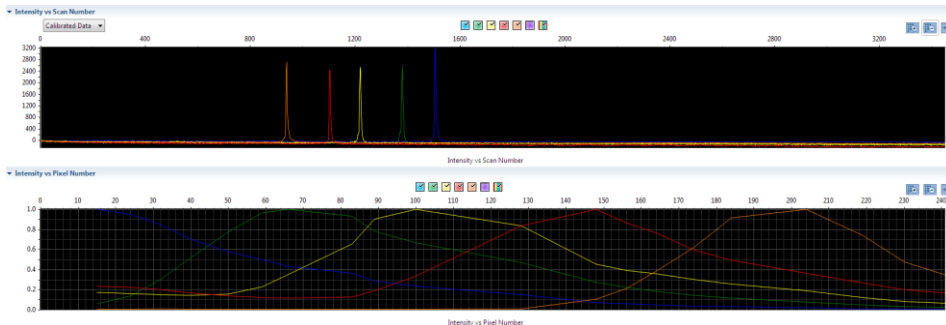 Intensity vs Scan Number
Calibrated Data
0 400 800 1200 1600 2000 2400 2800 3200
3200
2800
2400
2000
1600
1200
800
400
0
Intensity vs Scan Number
Intensity vs Pixel Number
0 10 20 30 40 50 60 70 80 90 100 110 120 130 140 150 160 170 180 190 200 210 220 230 240
1.0
0.8
0.6
0.4
0.2
0.0
Intensity vs Pixel Number